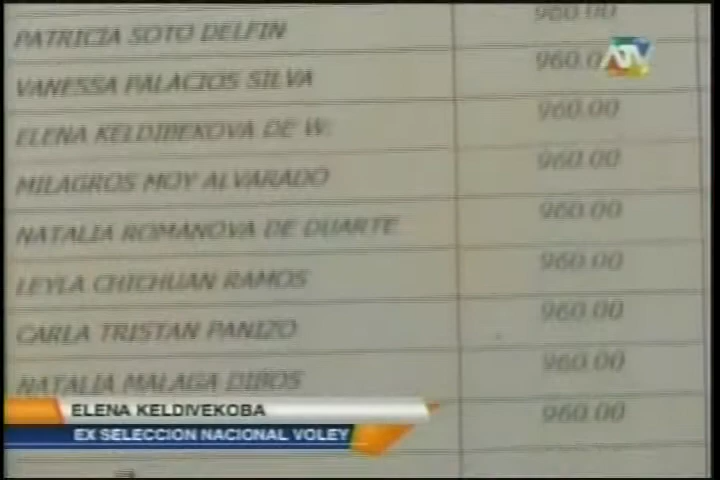 PATRICIA SOTO DELFIN 960.00
VANESSA PALACIOS SILVA 960.00
ATV
ELENA KELDIBEKOVA DE W. 960.00
MILAGROS MOY ALVARADO 960.00
NATALIA ROMANOVA DE DUARTE 960.00
LEYLA CHICHUAN RAMOS 960.00
CARLA TRISTAN PANIZO 960.00
NATALIA MALAGA DIBOS 960.00
960.00
ELENA KELDIVEKOBA
EX SELECCION NACIONAL VOLEY